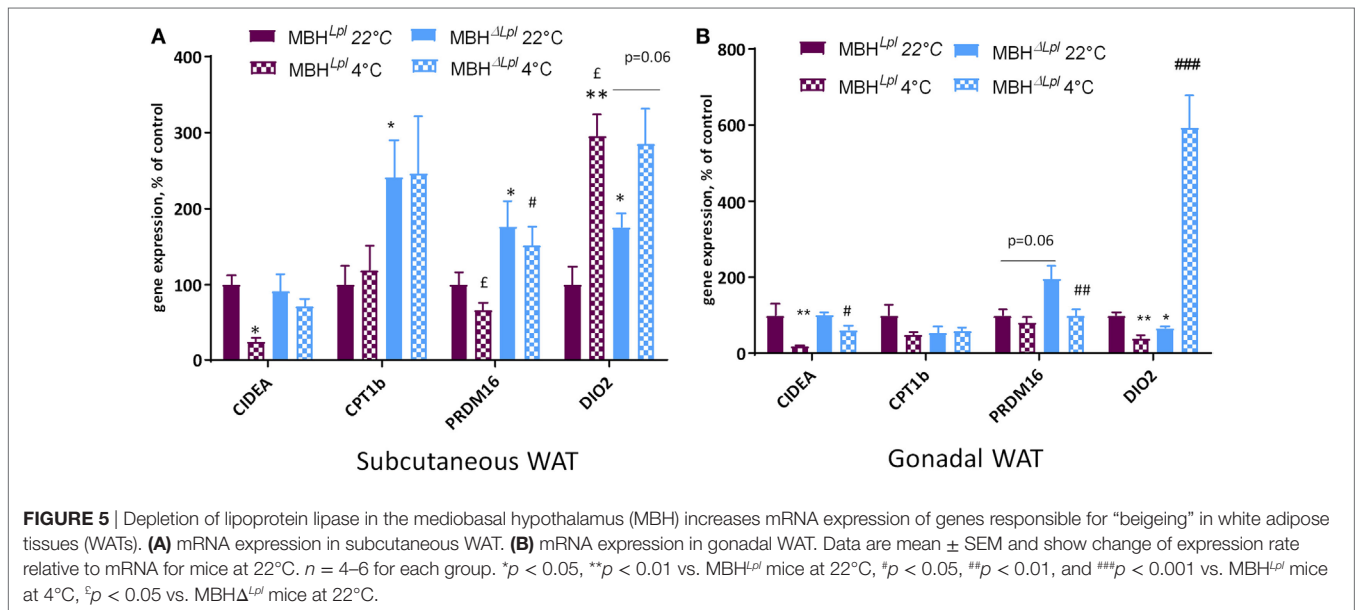 A
MBH^Lpl 22°C
MBH^ΔLpl 22°C
MBH^Lpl 4°C
MBH^ΔLpl 4°C
gene expression, % of control
400
300
200
100
0
*
*
£
*
#
£
**
*
p=0.06
CIDEA
CPT1b
PRDM16
DIO2
Subcutaneous WAT
B
MBH^Lpl 22°C
MBH^ΔLpl 22°C
MBH^Lpl 4°C
MBH^ΔLpl 4°C
gene expression, % of control
800
600
400
200
0
**
#
p=0.06
##
**
*
###
CIDEA
CPT1b
PRDM16
DIO2
Gonadal WAT
FIGURE 5 | Depletion of lipoprotein lipase in the mediobasal hypothalamus (MBH) increases mRNA expression of genes responsible for “beigeing” in white adipose
tissues (WATs). (A) mRNA expression in subcutaneous WAT. (B) mRNA expression in gonadal WAT. Data are mean ± SEM and show change of expression rate
relative to mRNA for mice at 22°C. n = 4–6 for each group. *p < 0.05, **p < 0.01 vs. MBH^Lpl mice at 22°C, #p < 0.05, ##p < 0.01, and ###p < 0.001 vs. MBH^Lpl mice
at 4°C, £p < 0.05 vs. MBHΔ^Lpl mice at 22°C.